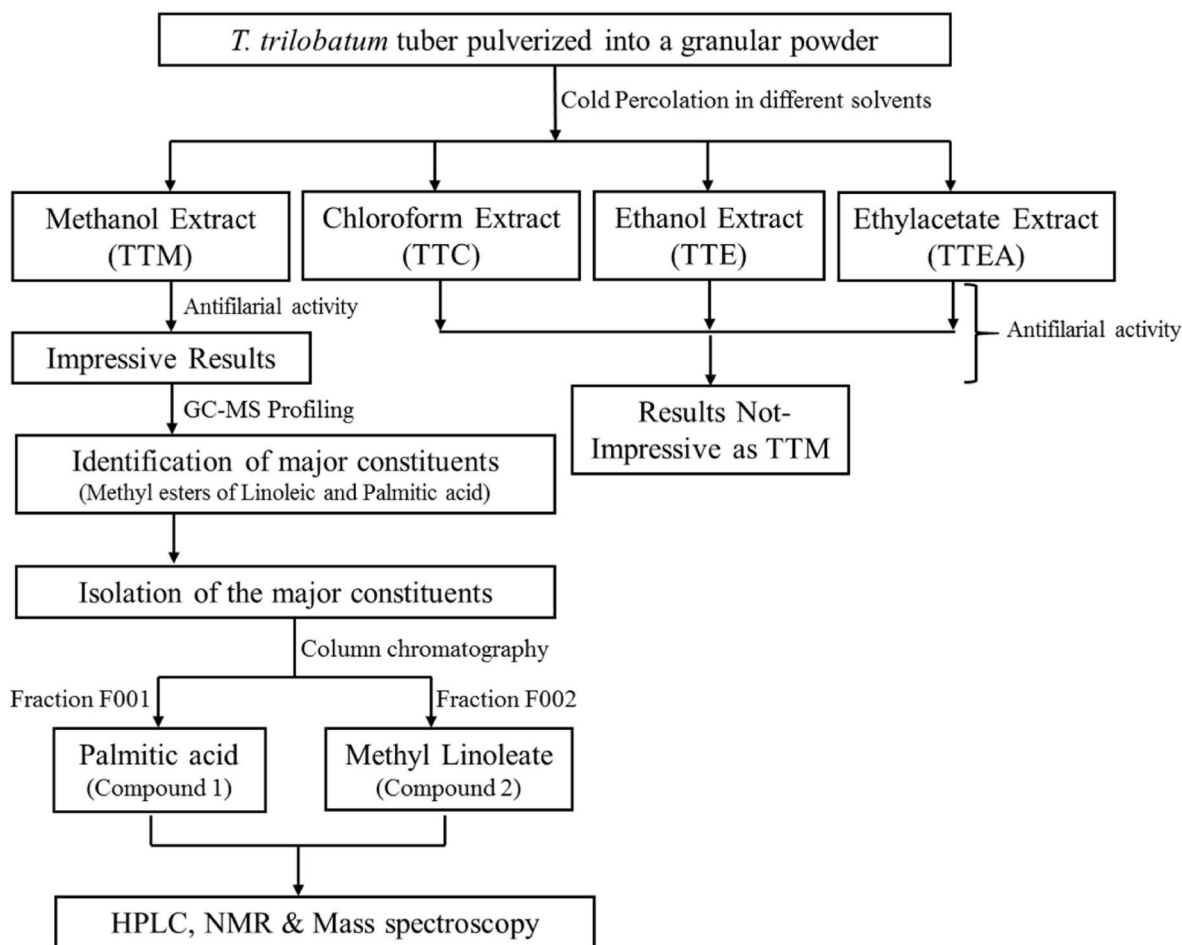 T. trilobatum tuber pulverized into a granular powder
Cold Percolation in different solvents
Methanol Extract
(TTM)
Chloroform Extract
(TTC)
Ethanol Extract
(TTE)
Ethylacetate Extract
(TTEA)
Antifilarial activity
Antifilarial activity
Impressive Results
Results Not-
Impressive as TTM
GC-MS Profiling
Identification of major constituents
(Methyl esters of Linoleic and Palmitic acid)
Isolation of the major constituents
Column chromatography
Fraction F001
Fraction F002
Palmitic acid
(Compound 1)
Methyl Linoleate
(Compound 2)
HPLC, NMR & Mass spectroscopy